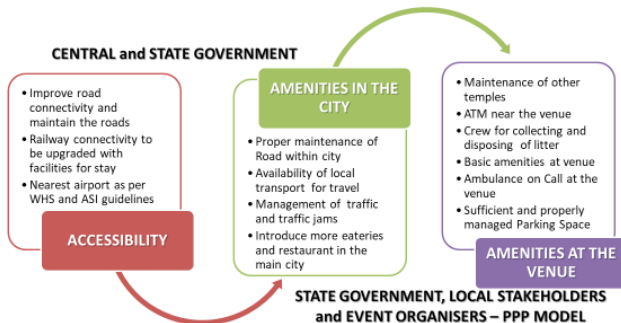 CENTRAL and STATE GOVERNMENT
• Improve road
connectivity and
maintain the roads
• Railway connectivity to
be upgraded with
facilities for stay
• Nearest airport as per
WHS and ASI guidelines
ACCESSIBILITY
AMENITIES IN THE
CITY
• Proper maintenance of
Road within city
• Availability of local
transport for travel
• Management of traffic
and traffic jams
• Introduce more eateries
and restaurant in the
main city
• Maintenance of other
temples
• ATM near the venue
• Crew for collecting and
disposing of litter
• Basic amenities at venue
• Ambulance on Call at the
venue
• Sufficient and properly
managed Parking Space
AMENITIES AT THE
VENUE
STATE GOVERNMENT, LOCAL STAKEHOLDERS
and EVENT ORGANISERS – PPP MODEL